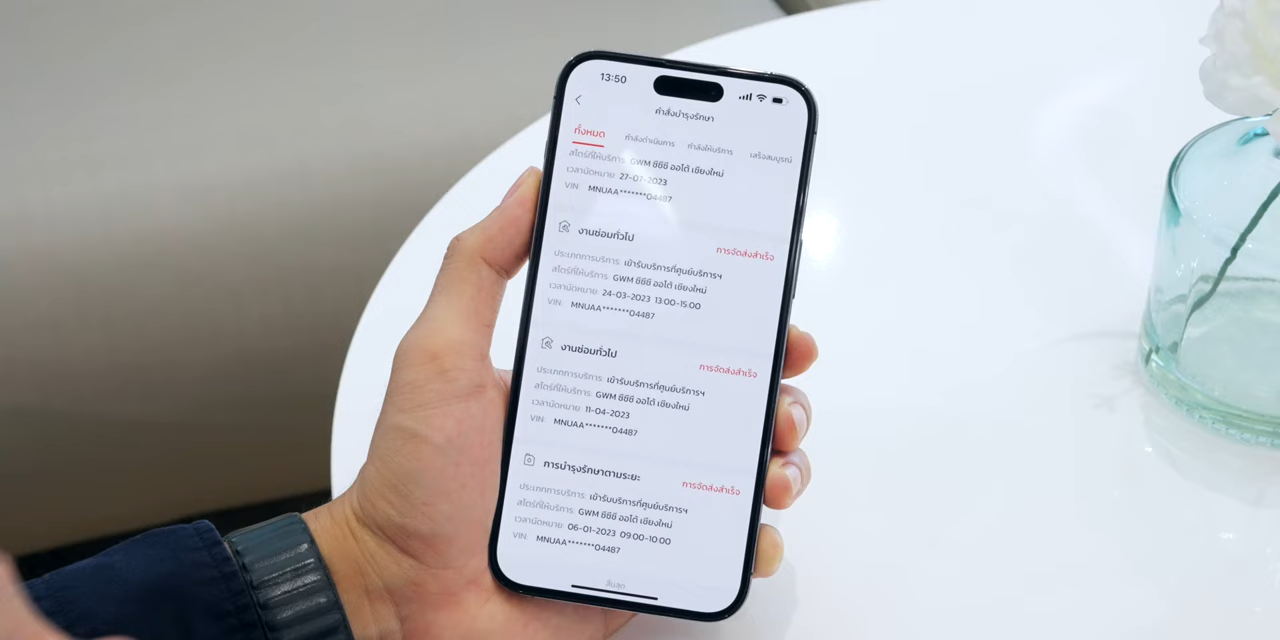 13:50
คำสั่งบำรุงรักษา
ทั้งหมด กำลังดำเนินการ กำลังให้บริการ เสร็จสมบูรณ์
สโตร์ที่ให้บริการ: GWM ซีซีซี ออโต้ เชียงใหม่
เวลานัดหมาย: 27-07-2023
VIN: MNUAA*******04487
งานซ่อมทั่วไป การจัดส่งสำเร็จ
ประเภทการบริการ: เข้ารับบริการที่ศูนย์บริการฯ
สโตร์ที่ให้บริการ: GWM ซีซีซี ออโต้ เชียงใหม่
เวลานัดหมาย: 24-03-2023 13:00-15:00
VIN: MNUAA*******04487
งานซ่อมทั่วไป การจัดส่งสำเร็จ
ประเภทการบริการ: เข้ารับบริการที่ศูนย์บริการฯ
สโตร์ที่ให้บริการ: GWM ซีซีซี ออโต้ เชียงใหม่
เวลานัดหมาย: 11-04-2023
VIN: MNUAA*******04487
การบำรุงรักษาตามระยะ การจัดส่งสำเร็จ
ประเภทการบริการ: เข้ารับบริการที่ศูนย์บริการฯ
สโตร์ที่ให้บริการ: GWM ซีซีซี ออโต้ เชียงใหม่
เวลานัดหมาย: 06-01-2023 09:00-10:00
VIN: MNUAA*******04487
สิ้นสุด